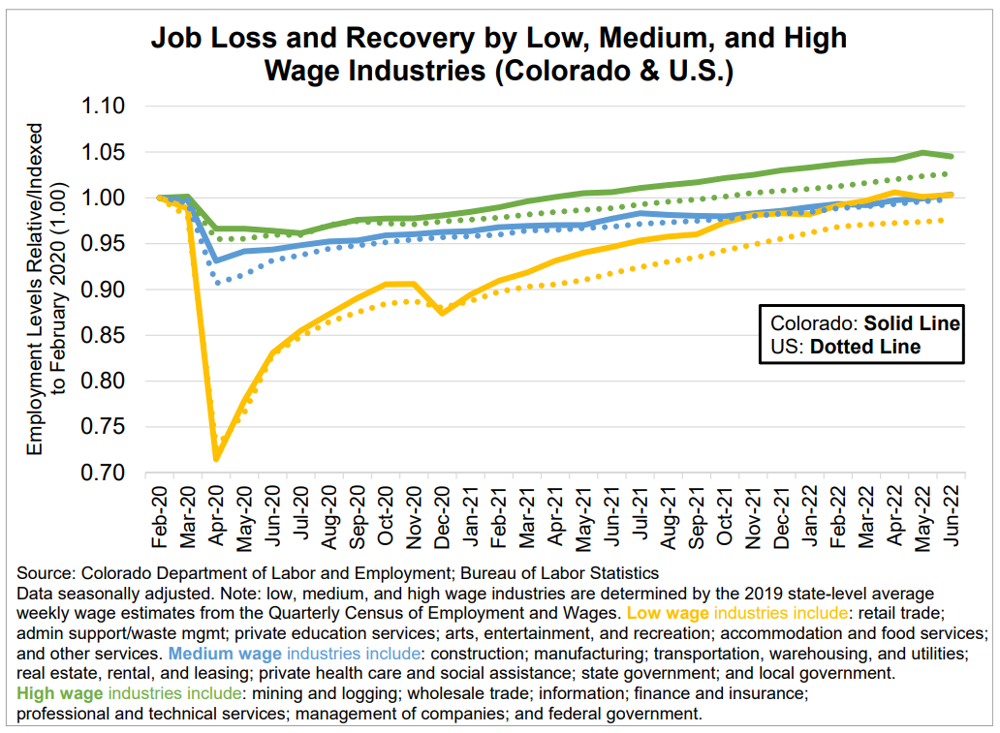 Job Loss and Recovery by Low, Medium, and High
Wage Industries (Colorado & U.S.)
Employment Levels Relative/Indexed
to February 2020 (1.00)
1.10
1.05
1.00
0.95
0.90
0.85
0.80
0.75
0.70
Colorado: Solid Line
US: Dotted Line
Feb-20
Mar-20
Apr-20
May-20
Jun-20
Jul-20
Aug-20
Sep-20
Oct-20
Nov-20
Dec-20
Jan-21
Feb-21
Mar-21
Apr-21
May-21
Jun-21
Jul-21
Aug-21
Sep-21
Oct-21
Nov-21
Dec-21
Jan-22
Feb-22
Mar-22
Apr-22
May-22
Jun-22
Source: Colorado Department of Labor and Employment; Bureau of Labor Statistics
Data seasonally adjusted. Note: low, medium, and high wage industries are determined by the 2019 state-level average
weekly wage estimates from the Quarterly Census of Employment and Wages. Low wage industries include: retail trade;
admin support/waste mgmt; private education services; arts, entertainment, and recreation; accommodation and food services;
and other services. Medium wage industries include: construction; manufacturing; transportation, warehousing, and utilities;
real estate, rental, and leasing; private health care and social assistance; state government; and local government.
High wage industries include: mining and logging; wholesale trade; information; finance and insurance;
professional and technical services; management of companies; and federal government.